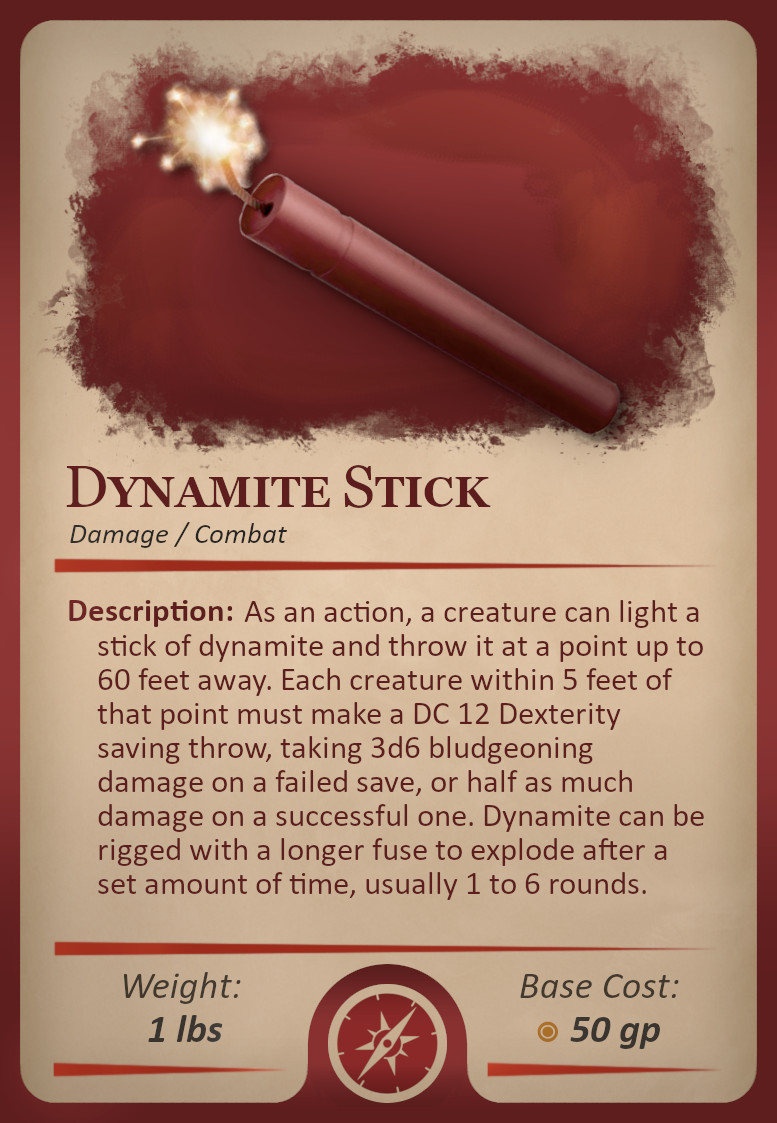 Dynamite Stick
Damage / Combat
Description: As an action, a creature can light a
stick of dynamite and throw it at a point up to
60 feet away. Each creature within 5 feet of
that point must make a DC 12 Dexterity
saving throw, taking 3d6 bludgeoning
damage on a failed save, or half as much
damage on a successful one. Dynamite can be
rigged with a longer fuse to explode after a
set amount of time, usually 1 to 6 rounds.
Weight:
1 lbs
Base Cost:
50 gp